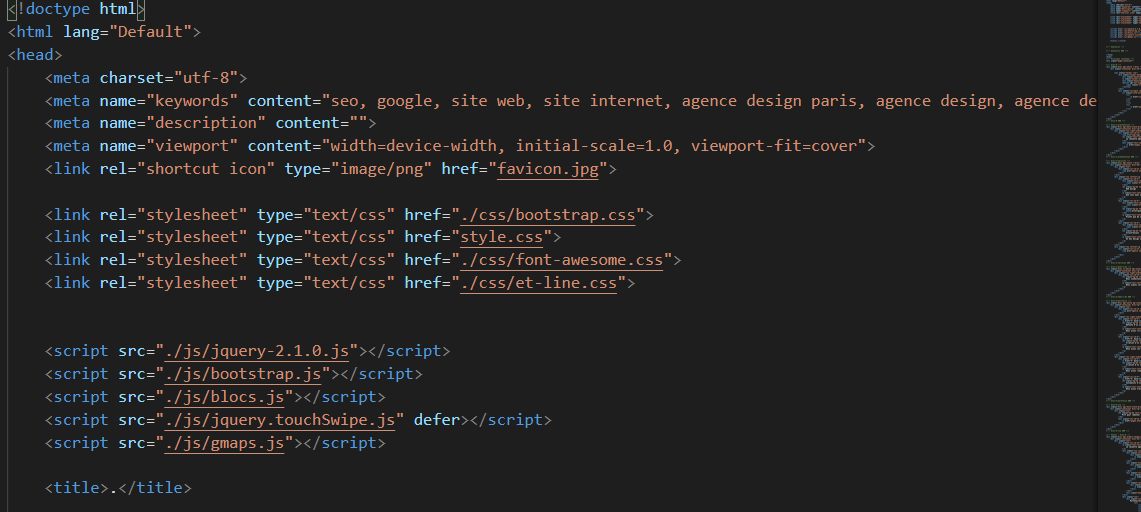 <!doctype html>
<html lang="Default">
<head>
    <meta charset="utf-8">
    <meta name="keywords" content="seo, google, site web, site internet, agence design paris, agence design, agence de
    <meta name="description" content="">
    <meta name="viewport" content="width=device-width, initial-scale=1.0, viewport-fit=cover">
    <link rel="shortcut icon" type="image/png" href="favicon.jpg">

    <link rel="stylesheet" type="text/css" href="./css/bootstrap.css">
    <link rel="stylesheet" type="text/css" href="style.css">
    <link rel="stylesheet" type="text/css" href="./css/font-awesome.css">
    <link rel="stylesheet" type="text/css" href="./css/et-line.css">

    <script src="./js/jquery-2.1.0.js"></script>
    <script src="./js/bootstrap.js"></script>
    <script src="./js/blocs.js"></script>
    <script src="./js/jquery.touchSwipe.js" defer></script>
    <script src="./js/gmaps.js"></script>

    <title>.</title>